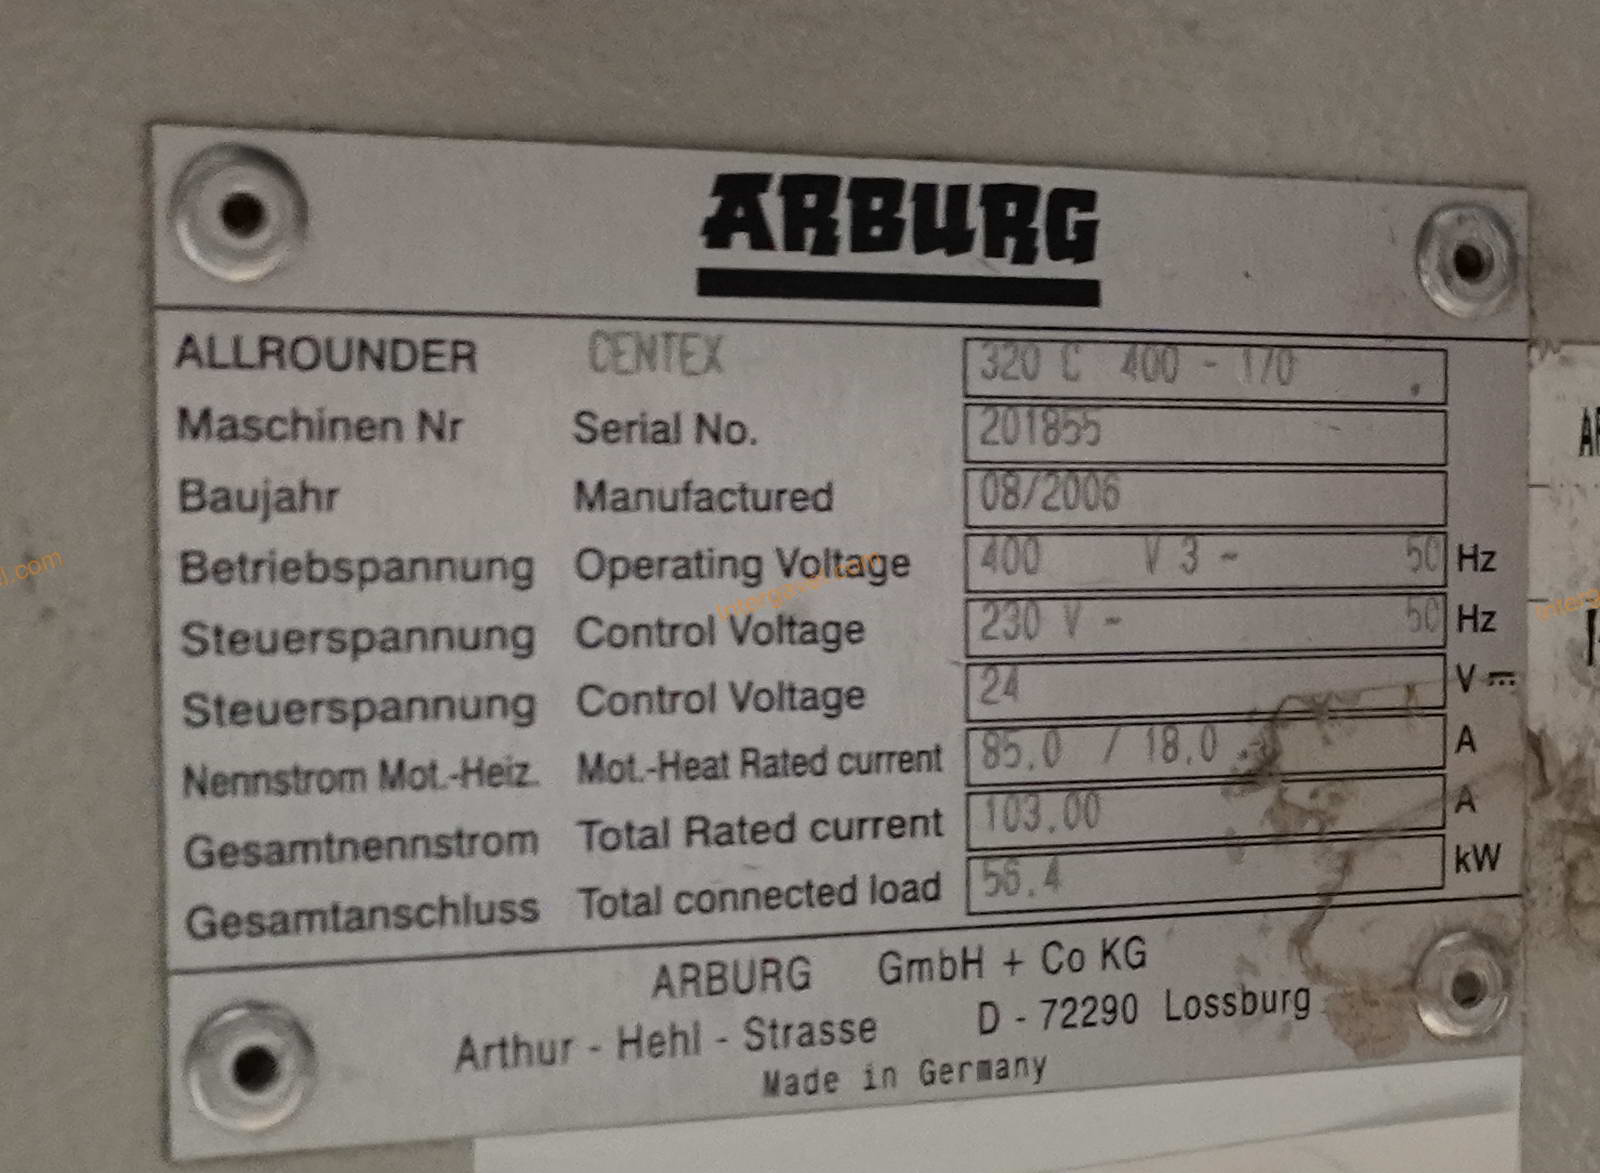 ARBURG
ALLROUNDER CENTEX 320 C 400 - 170
Maschinen Nr Serial No. 201855
Baujahr Manufactured 08/2006
Betriebspannung Operating Voltage 400 V 3 ~ 50 Hz
Steuerspannung Control Voltage 230 V ~ 50 Hz
Steuerspannung Control Voltage 24 V ⎓
Nennstrom Mot.-Heiz. Mot.-Heat Rated current 85.0 / 18.0 A
Gesamtnennstrom Total Rated current 103.00 A
Gesamtanschluss Total connected load 56.4 kW
ARBURG GmbH + Co KG
Arthur - Hehl - Strasse D - 72290 Lossburg
Made in Germany